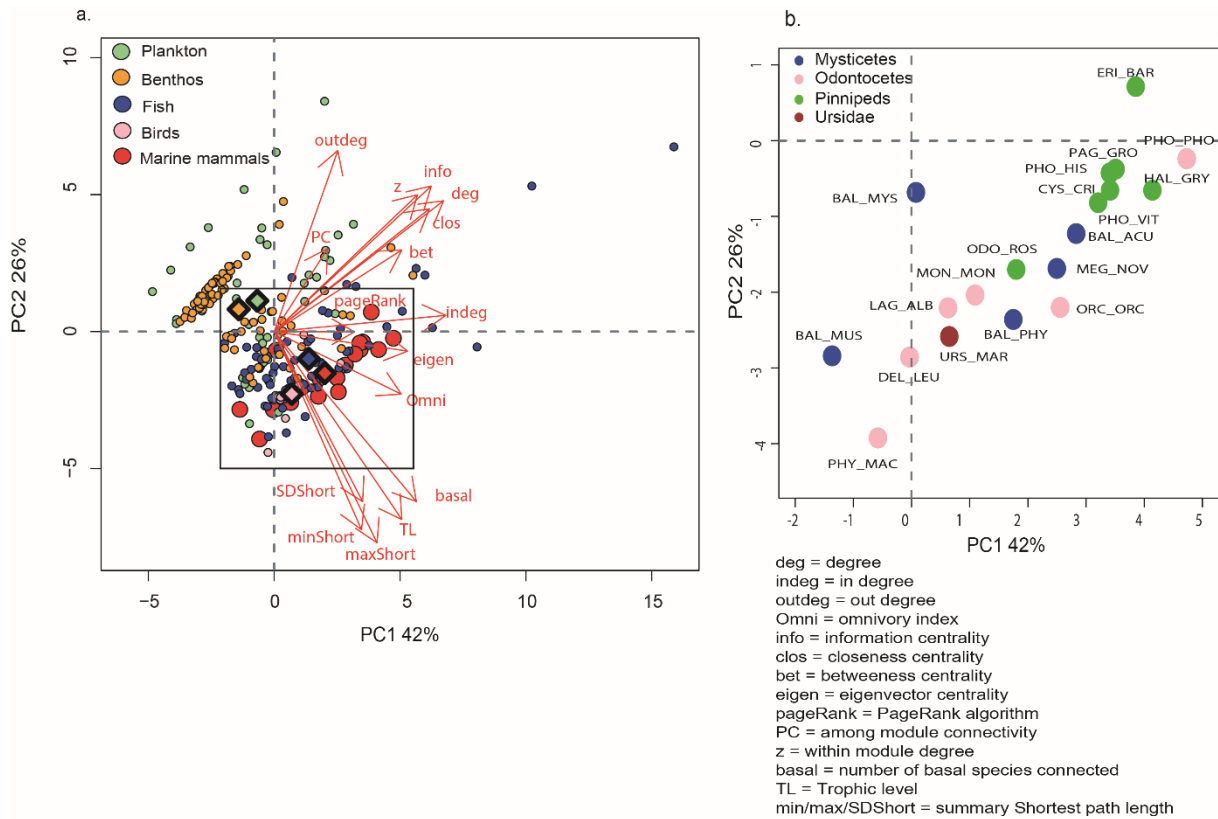 a.
Plankton
Benthos
Fish
Birds
Marine mammals
10
5
0
−5
PC2 26%
outdeg
info
z
deg
clos
PC
bet
pageRank
indeg
eigen
Omni
SDShort
basal
TL
minShort
maxShort
−5
0
5
10
15
PC1 42%
b.
Mysticetes
Odontocetes
Pinnipeds
Ursidae
1
0
-1
-2
-3
-4
PC2 26%
ERI_BAR
PHO_PHO
PAG_GRO
PHO_HIS
HAL_GRY
CYS_CRI
BAL_MYS
PHO_VIT
BAL_ACU
ODO_ROS
MEG_NOV
MON_MON
LAG_ALB
ORC_ORC
BAL_PHY
BAL_MUS
URS_MAR
DEL_LEU
PHY_MAC
-2
-1
0
1
2
3
4
5
PC1 42%
deg = degree
indeg = in degree
outdeg = out degree
Omni = omnivory index
info = information centrality
clos = closeness centrality
bet = betweeness centrality
eigen = eigenvector centrality
pageRank = PageRank algorithm
PC = among module connectivity
z = within module degree
basal = number of basal species connected
TL = Trophic level
min/max/SDShort = summary Shortest path length